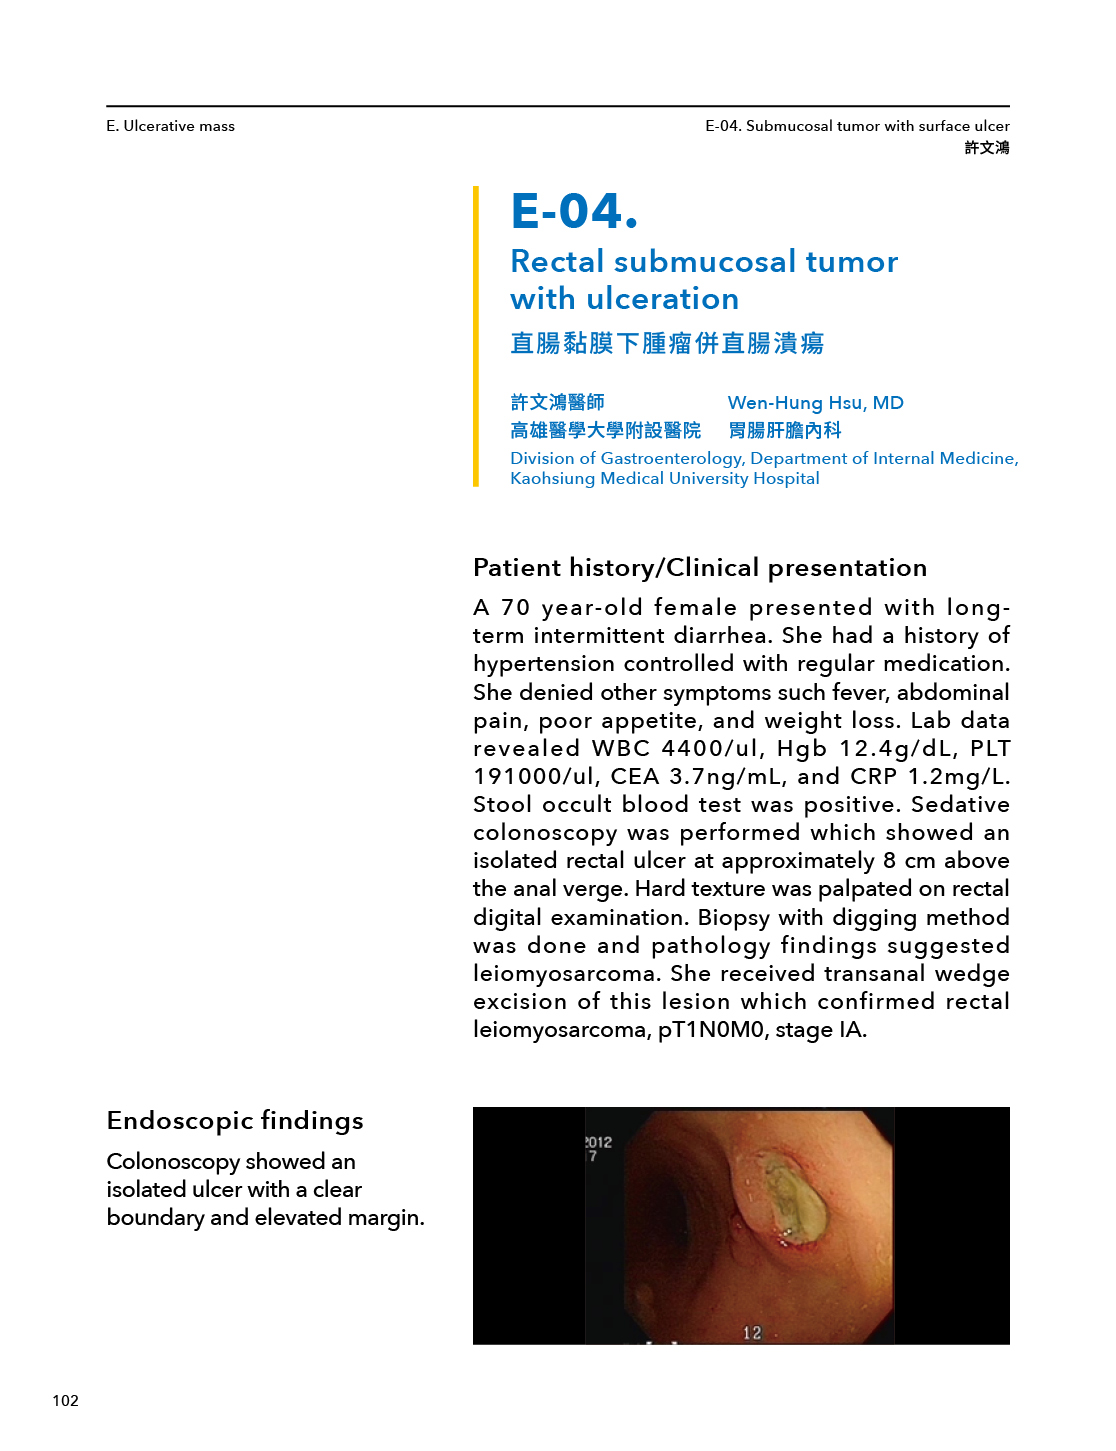 E. Ulcerative mass
E-04. Submucosal tumor with surface ulcer
許文鴻
E-04.
Rectal submucosal tumor
with ulceration
直腸黏膜下腫瘤併直腸潰瘍
許文鴻醫師 Wen-Hung Hsu, MD
高雄醫學大學附設醫院 胃腸肝膽內科
Division of Gastroenterology, Department of Internal Medicine,
Kaohsiung Medical University Hospital
Patient history/Clinical presentation
A 70 year-old female presented with long-
term intermittent diarrhea. She had a history of
hypertension controlled with regular medication.
She denied other symptoms such fever, abdominal
pain, poor appetite, and weight loss. Lab data
revealed WBC 4400/ul, Hgb 12.4g/dL, PLT
191000/ul, CEA 3.7ng/mL, and CRP 1.2mg/L.
Stool occult blood test was positive. Sedative
colonoscopy was performed which showed an
isolated rectal ulcer at approximately 8 cm above
the anal verge. Hard texture was palpated on rectal
digital examination. Biopsy with digging method
was done and pathology findings suggested
leiomyosarcoma. She received transanal wedge
excision of this lesion which confirmed rectal
leiomyosarcoma, pT1N0M0, stage IA.
Endoscopic findings
Colonoscopy showed an
isolated ulcer with a clear
boundary and elevated margin.
2012
17
12
102